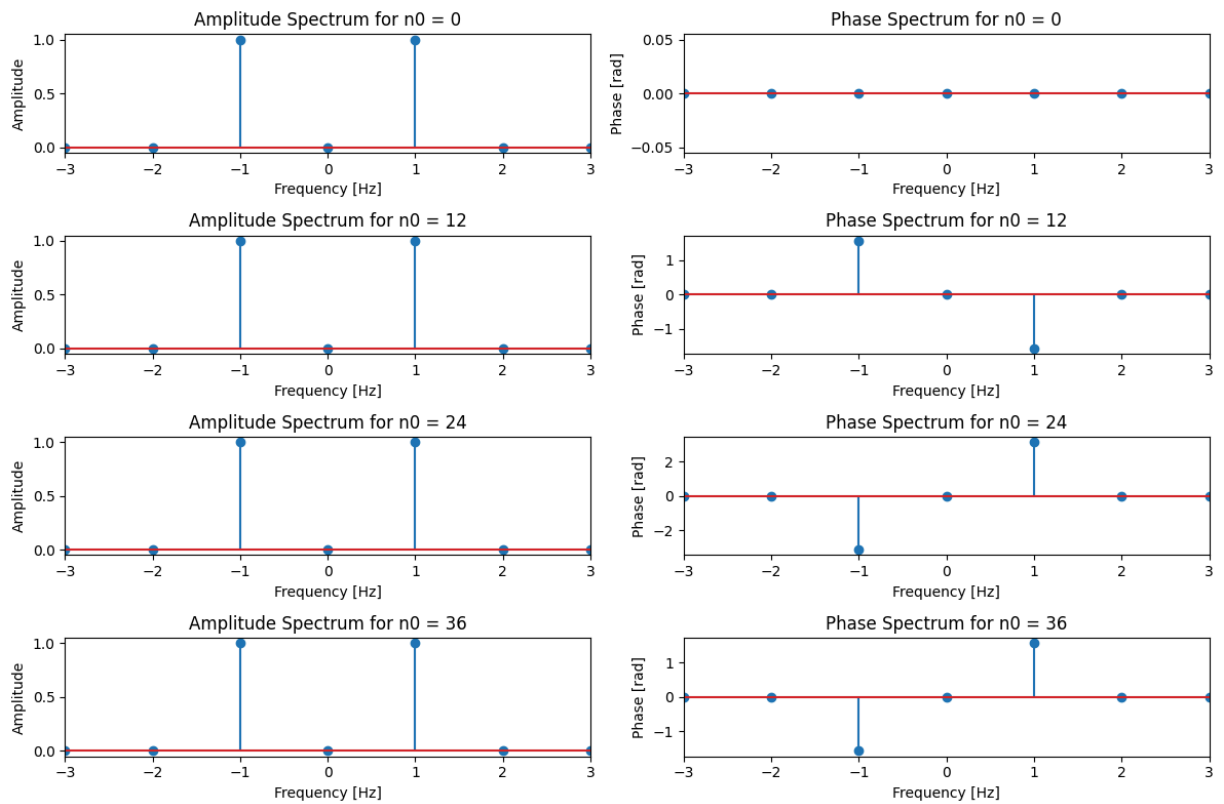 Amplitude Spectrum for n0 = 0
1.0
0.5
0.0
Amplitude
−3 −2 −1 0 1 2 3
Frequency [Hz]
Phase Spectrum for n0 = 0
0.05
0.00
−0.05
Phase [rad]
−3 −2 −1 0 1 2 3
Frequency [Hz]
Amplitude Spectrum for n0 = 12
1.0
0.5
0.0
Amplitude
−3 −2 −1 0 1 2 3
Frequency [Hz]
Phase Spectrum for n0 = 12
1
0
−1
Phase [rad]
−3 −2 −1 0 1 2 3
Frequency [Hz]
Amplitude Spectrum for n0 = 24
1.0
0.5
0.0
Amplitude
−3 −2 −1 0 1 2 3
Frequency [Hz]
Phase Spectrum for n0 = 24
2
0
−2
Phase [rad]
−3 −2 −1 0 1 2 3
Frequency [Hz]
Amplitude Spectrum for n0 = 36
1.0
0.5
0.0
Amplitude
−3 −2 −1 0 1 2 3
Frequency [Hz]
Phase Spectrum for n0 = 36
1
0
−1
Phase [rad]
−3 −2 −1 0 1 2 3
Frequency [Hz]